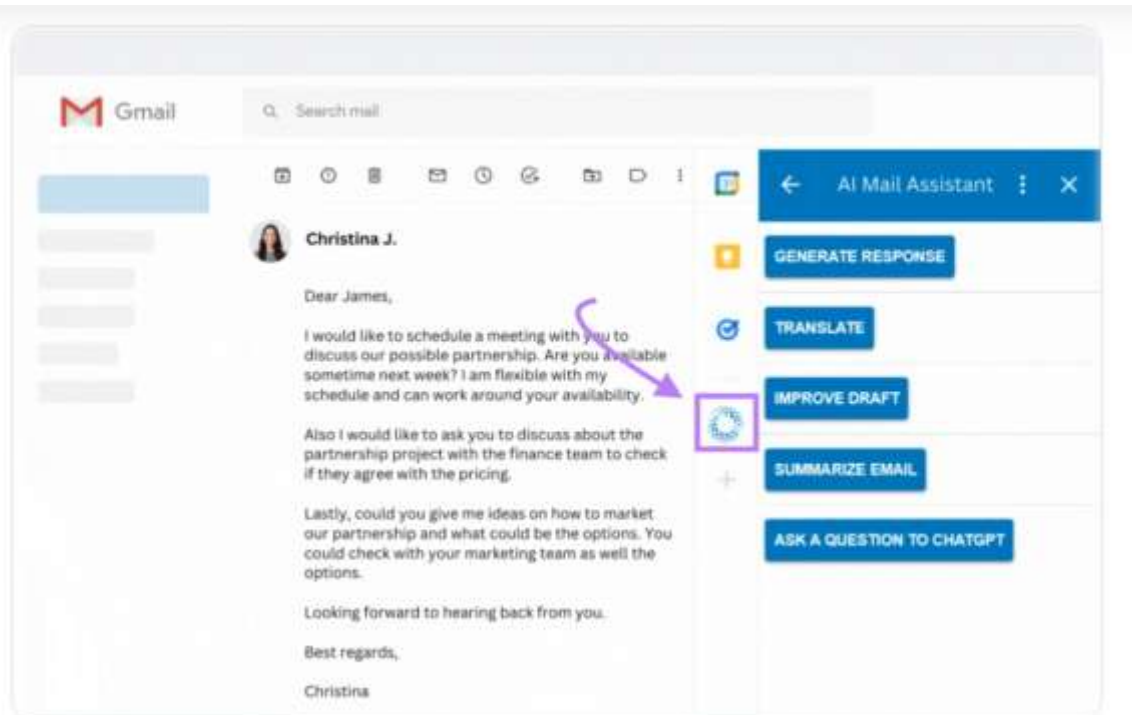 Gmail
Search mail
AI Mail Assistant
Christina J.
Dear James,
I would like to schedule a meeting with you to
discuss our possible partnership. Are you available
sometime next week? I am flexible with my
schedule and can work around your availability.
Also I would like to ask you to discuss about the
partnership project with the finance team to check
if they agree with the pricing.
Lastly, could you give me ideas on how to market
our partnership and what could be the options. You
could check with your marketing team as well the
options.
Looking forward to hearing back from you.
Best regards,
Christina
GENERATE RESPONSE
TRANSLATE
IMPROVE DRAFT
SUMMARIZE EMAIL
ASK A QUESTION TO CHATGPT